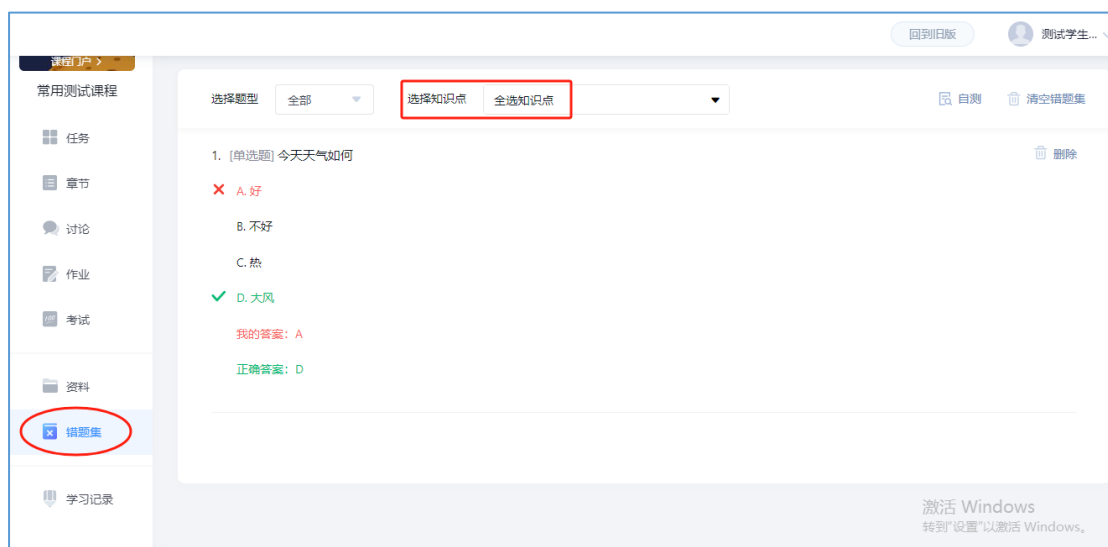 回到旧版
测试学生...
课程门户 >
常用测试课程
任务
章节
讨论
作业
考试
资料
错题集
学习记录
选择题型 全部 选择知识点 全选知识点 自测 清空错题集
1. [单选题] 今天天气如何 删除
A. 好
B. 不好
C. 热
D. 大风
我的答案：A
正确答案：D
激活 Windows
转到"设置"以激活 Windows。